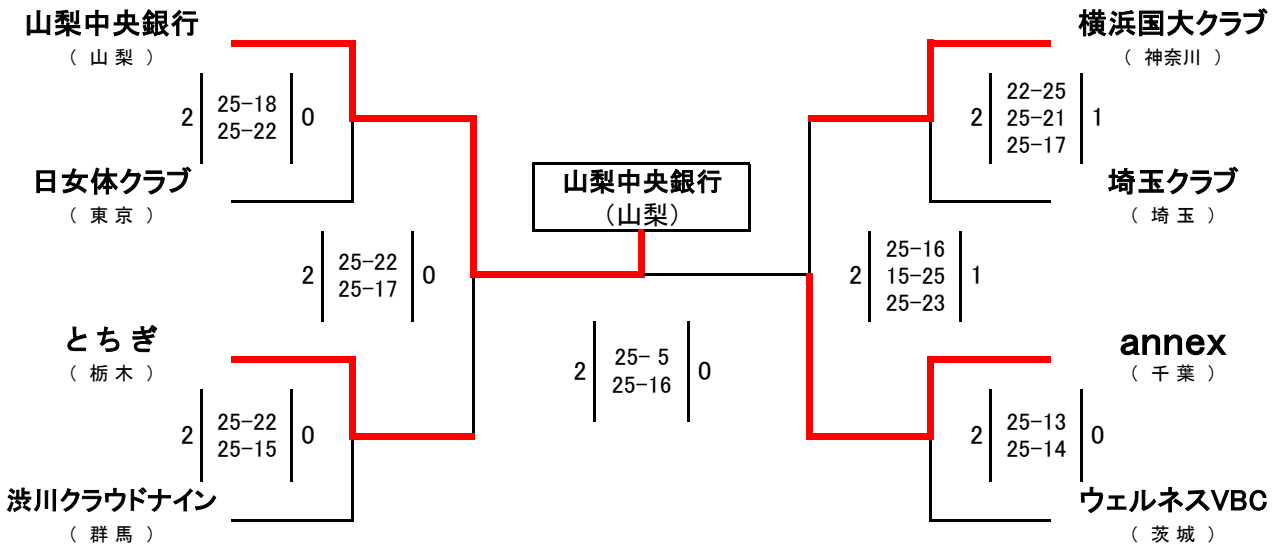 山梨中央銀行
（ 山 梨 ）
2 25-18 0
25-22
日女体クラブ
（ 東 京 ）
2 25-22 0
25-17
とちぎ
（ 栃 木 ）
2 25-22 0
25-15
渋川クラウドナイン
（ 群 馬 ）
山梨中央銀行
（山梨）
2 25- 5 0
25-16
横浜国大クラブ
（ 神奈川 ）
22-25
2 25-21 1
25-17
埼玉クラブ
（ 埼 玉 ）
25-16
2 15-25 1
25-23
annex
（ 千 葉 ）
2 25-13 0
25-14
ウェルネスVBC
（ 茨 城 ）